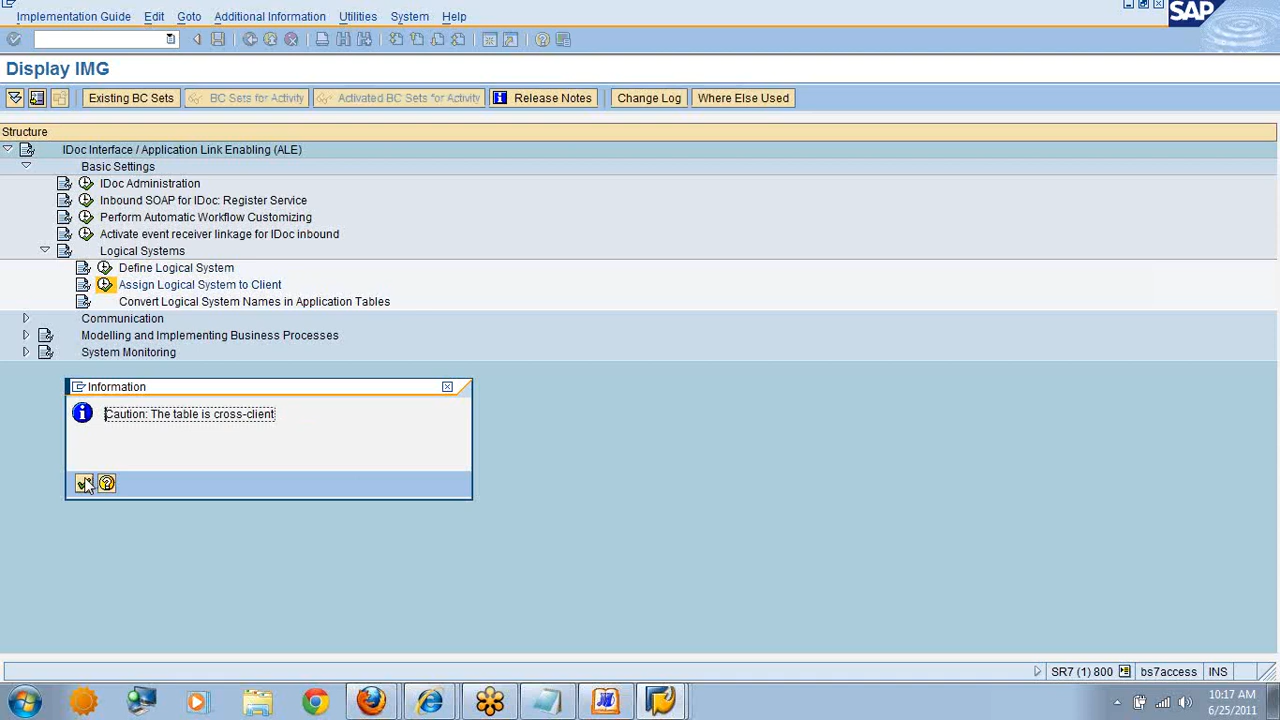 Implementation Guide Edit Goto Additional Information Utilities System Help
SAP
Display IMG
Existing BC Sets BC Sets for Activity Activated BC Sets for Activity Release Notes Change Log Where Else Used
Structure
IDoc Interface / Application Link Enabling (ALE)
Basic Settings
IDoc Administration
Inbound SOAP for IDoc: Register Service
Perform Automatic Workflow Customizing
Activate event receiver linkage for IDoc inbound
Logical Systems
Define Logical System
Assign Logical System to Client
Convert Logical System Names in Application Tables
Communication
Modelling and Implementing Business Processes
System Monitoring
Information
Caution: The table is cross-client
SR7 (1) 800 bs7access INS
10:17 AM
6/25/2011